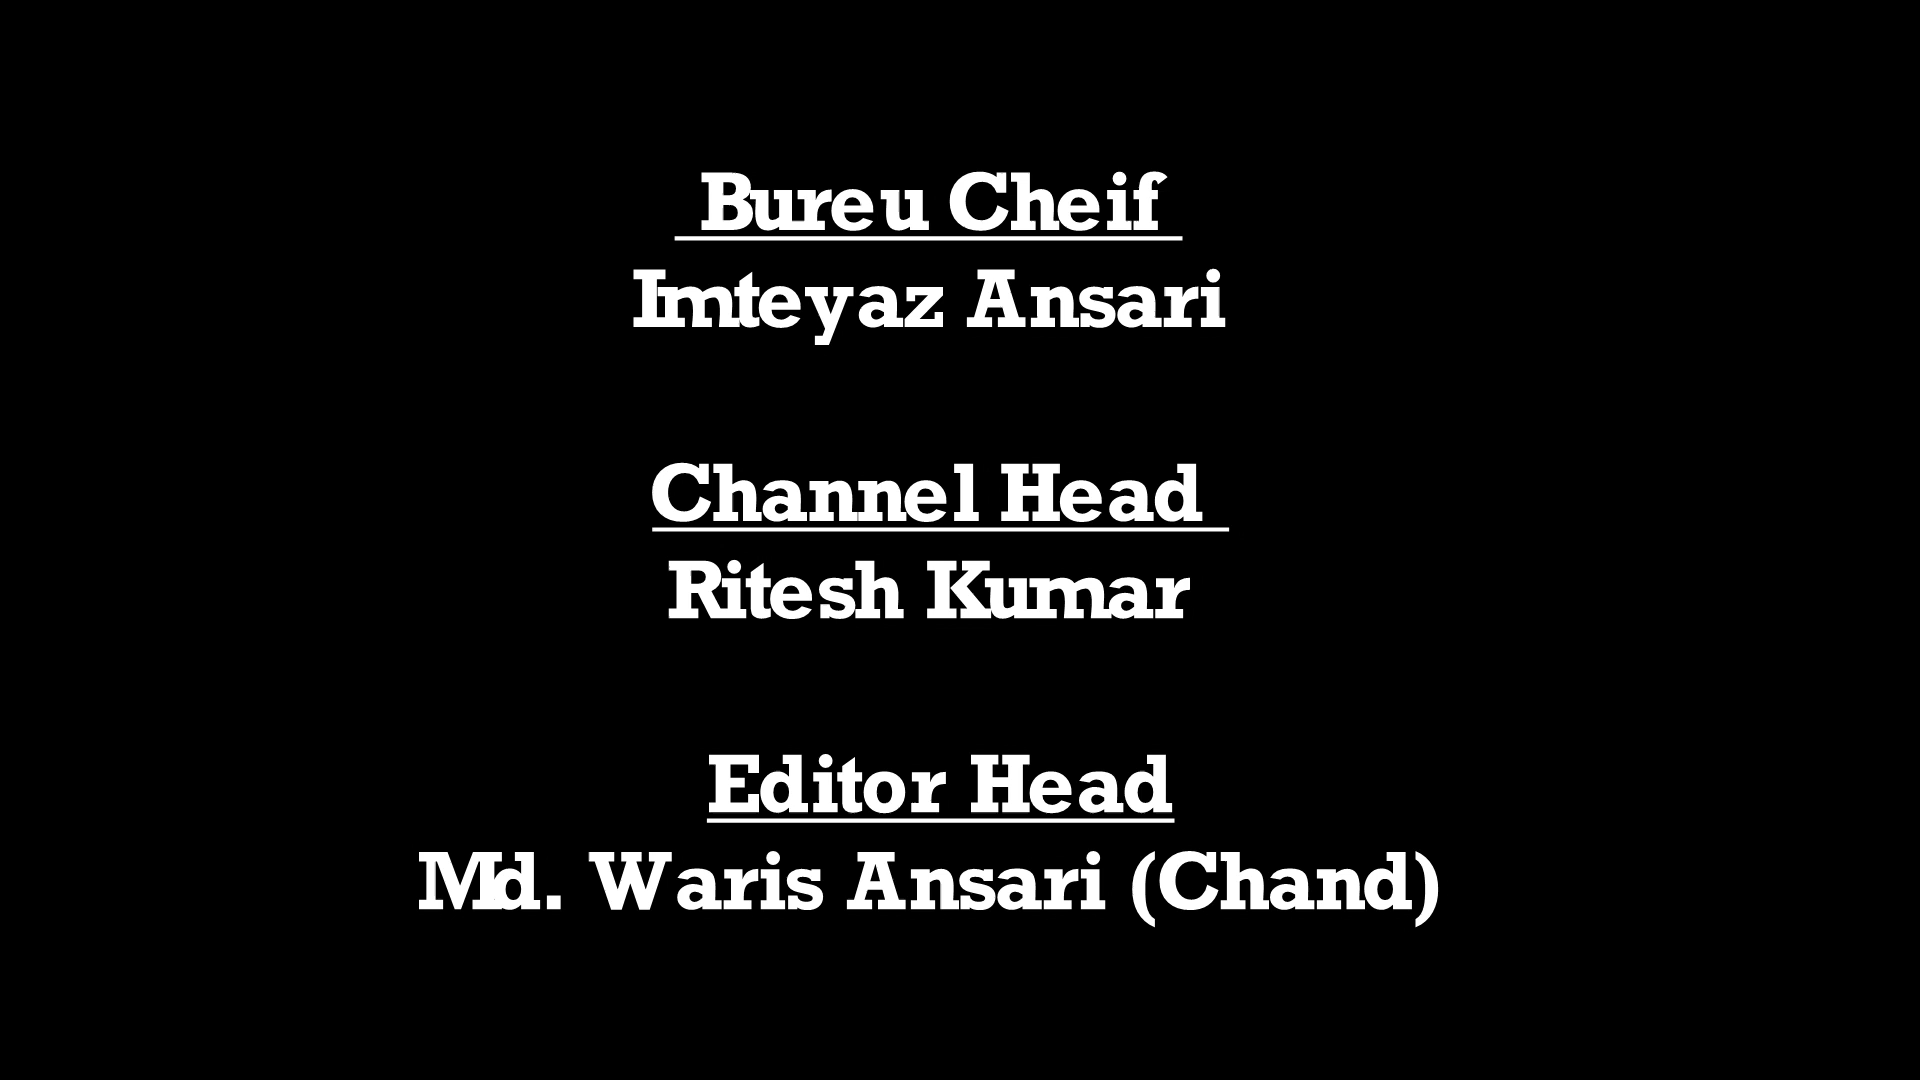 Bureu Cheif
Imteyaz Ansari
Channel Head
Ritesh Kumar
Editor Head
Md. Waris Ansari (Chand)